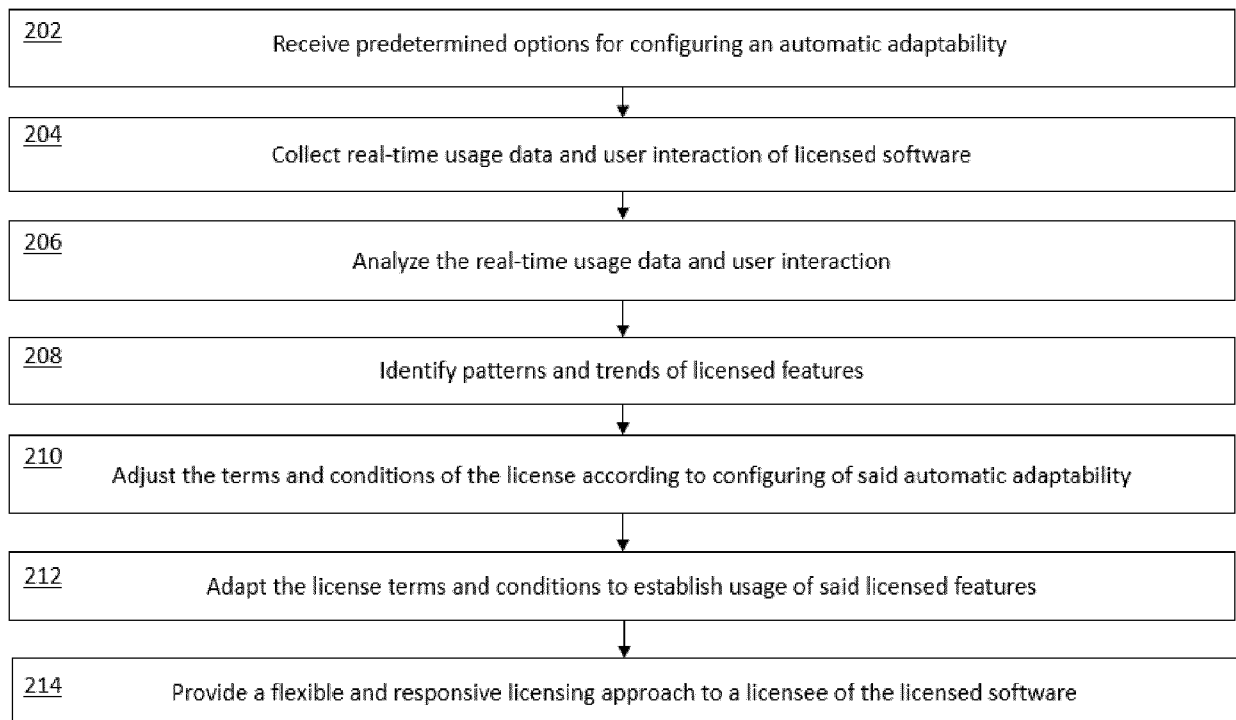 202
Receive predetermined options for configuring an automatic adaptability
204
Collect real-time usage data and user interaction of licensed software
206
Analyze the real-time usage data and user interaction
208
Identify patterns and trends of licensed features
210
Adjust the terms and conditions of the license according to configuring of said automatic adaptability
212
Adapt the license terms and conditions to establish usage of said licensed features
214
Provide a flexible and responsive licensing approach to a licensee of the licensed software